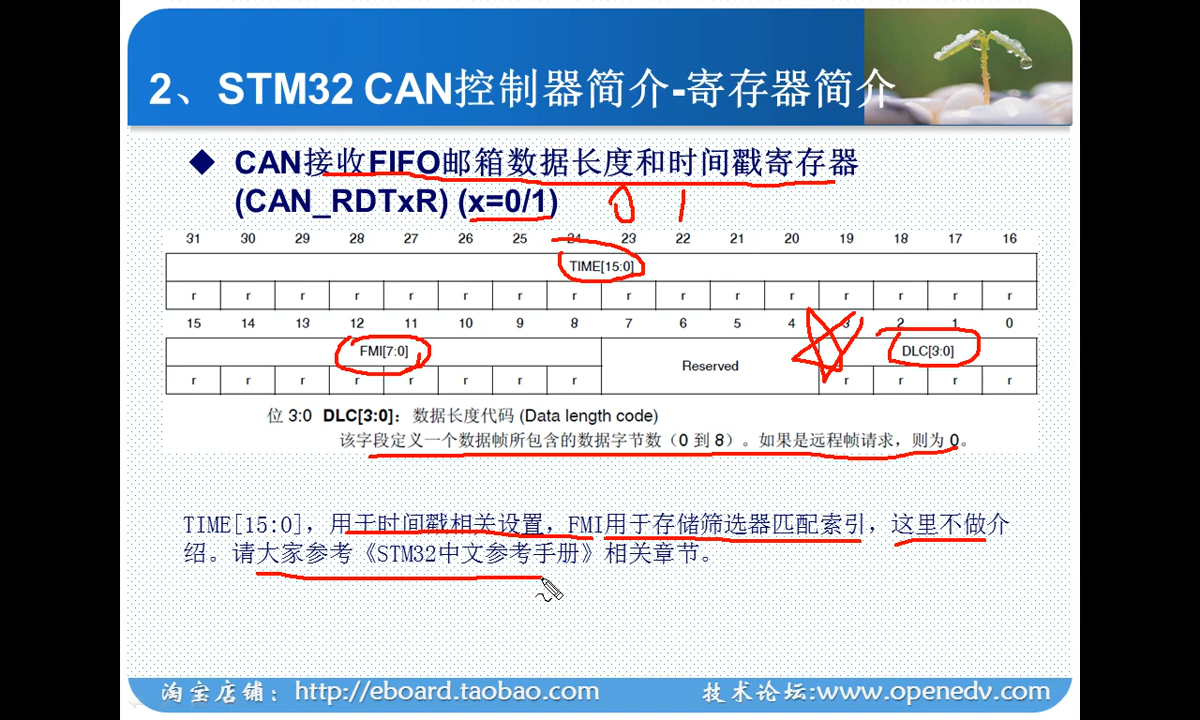 2、STM32 CAN控制器简介-寄存器简介
◆ CAN接收FIFO邮箱数据长度和时间戳寄存器
(CAN_RDTxR) (x=0/1)
0 1
31 30 29 28 27 26 25 24 23 22 21 20 19 18 17 16
TIME[15:0]
r r r r r r r r r r r r r r r r
15 14 13 12 11 10 9 8 7 6 5 4 3 2 1 0
FMI[7:0] Reserved DLC[3:0]
r r r r r r r r r r r r
位 3:0 DLC[3:0]：数据长度代码 (Data length code)
该字段定义一个数据帧所包含的数据字节数（0 到 8）。如果是远程帧请求，则为 0。
TIME[15:0]，用于时间戳相关设置，FMI用于存储筛选器匹配索引，这里不做介
绍。请大家参考《STM32中文参考手册》相关章节。
淘宝店铺：http://eboard.taobao.com 技术论坛:www.openedv.com